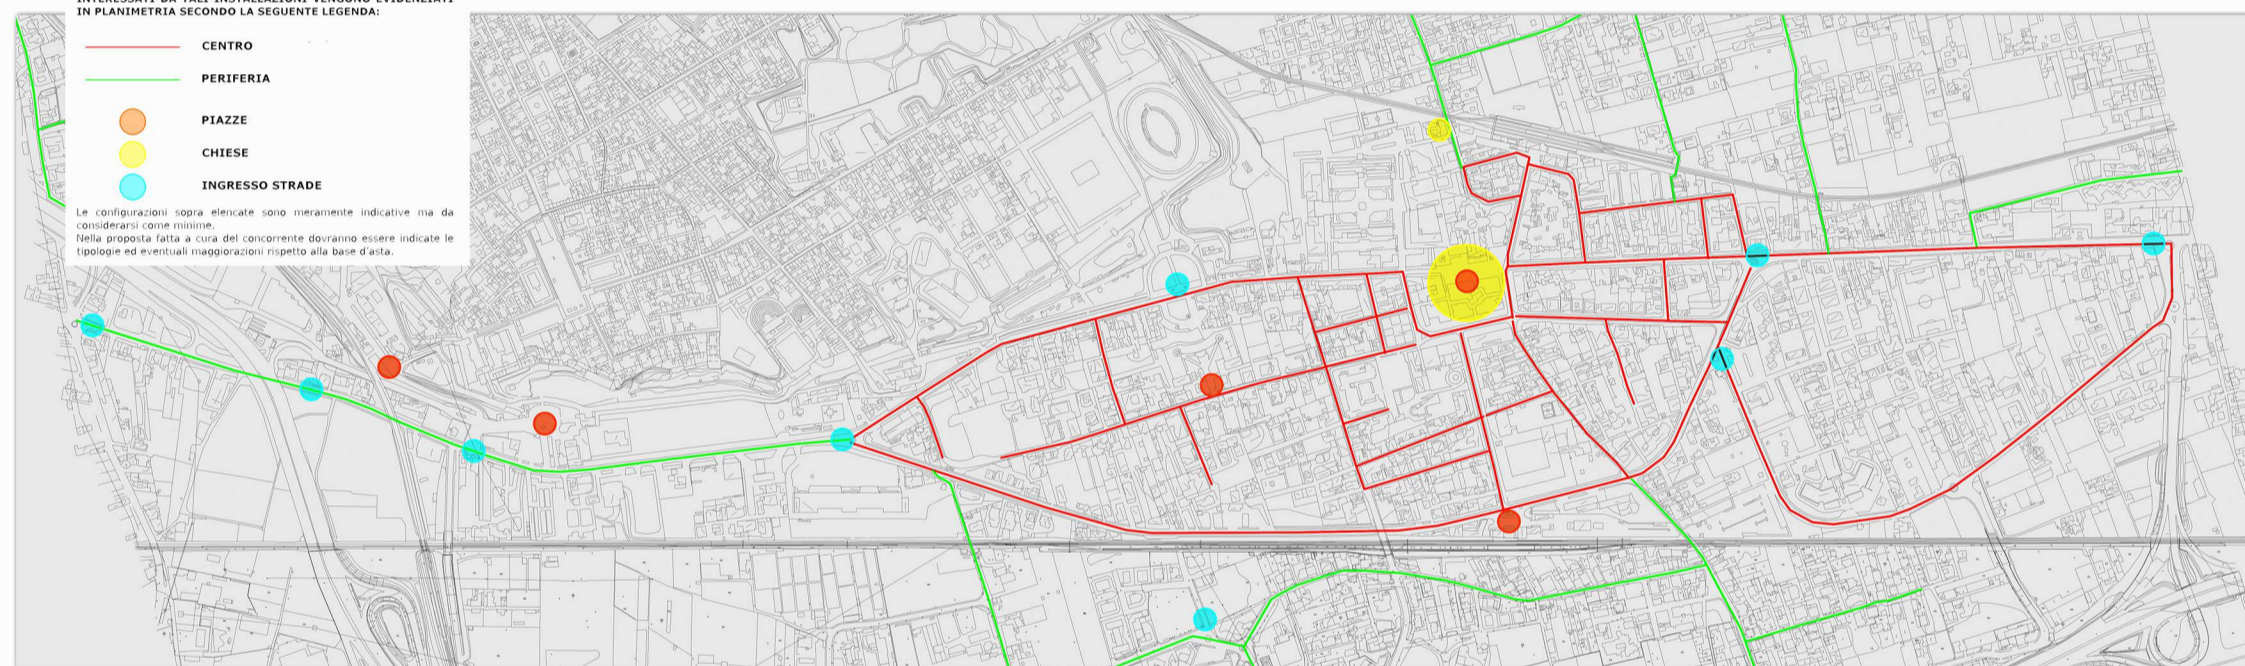 INTERESSATI DA TALI INSTALLAZIONI VENGONO EVIDENZIATI
IN PLANIMETRIA SECONDO LA SEGUENTE LEGENDA:
CENTRO
PERIFERIA
PIAZZE
CHIESE
INGRESSO STRADE
Le configurazioni sopra elencate sono meramente indicative ma da
considerarsi come minime.
Nella proposta fatta a cura del concorrente dovranno essere indicate le
tipologie ed eventuali maggiorazioni rispetto alla base d'asta.